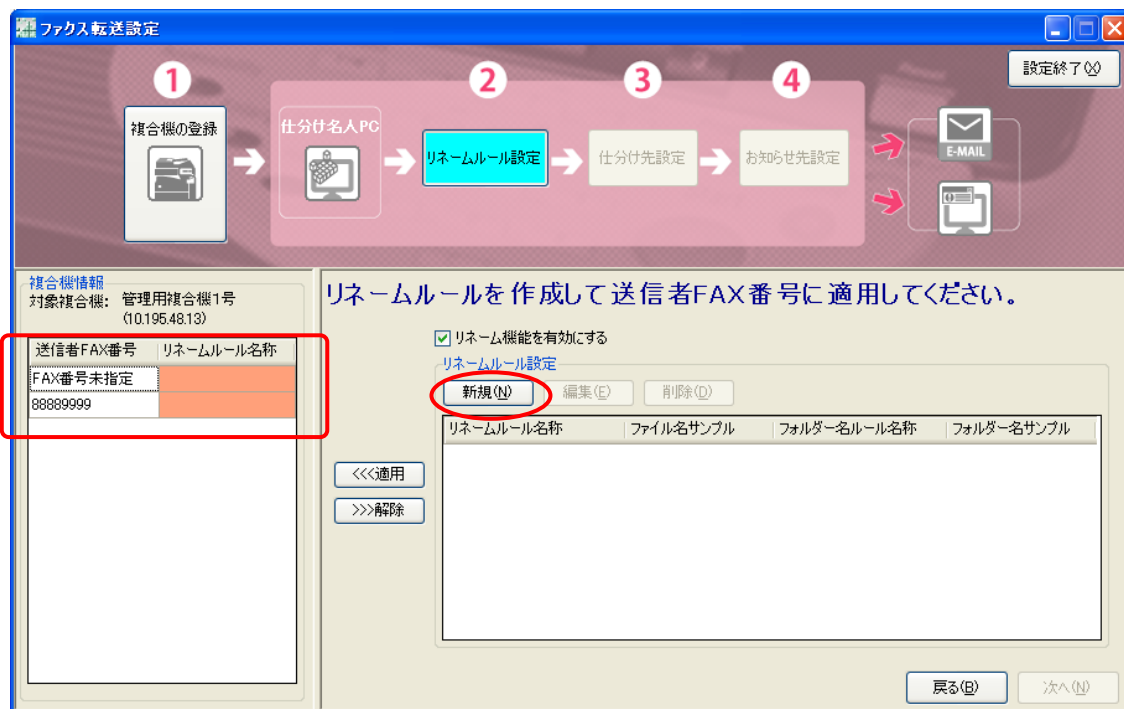 ファクス転送設定
設定終了(X)
1
2
3
4
複合機の登録
仕分け名人PC
リネームルール設定
仕分け先設定
お知らせ先設定
E-MAIL
複合機情報
対象複合機: 管理用複合機1号
(10.195.48.13)
送信者FAX番号 リネームルール名称
FAX番号未指定
88889999
リネームルールを作成して送信者FAX番号に適用してください。
リネーム機能を有効にする
リネームルール設定
新規(N) 編集(E) 削除(D)
リネームルール名称 ファイル名サンプル フォルダー名ルール名称 フォルダー名サンプル
<<<適用
>>>解除
戻る(B) 次へ(N)